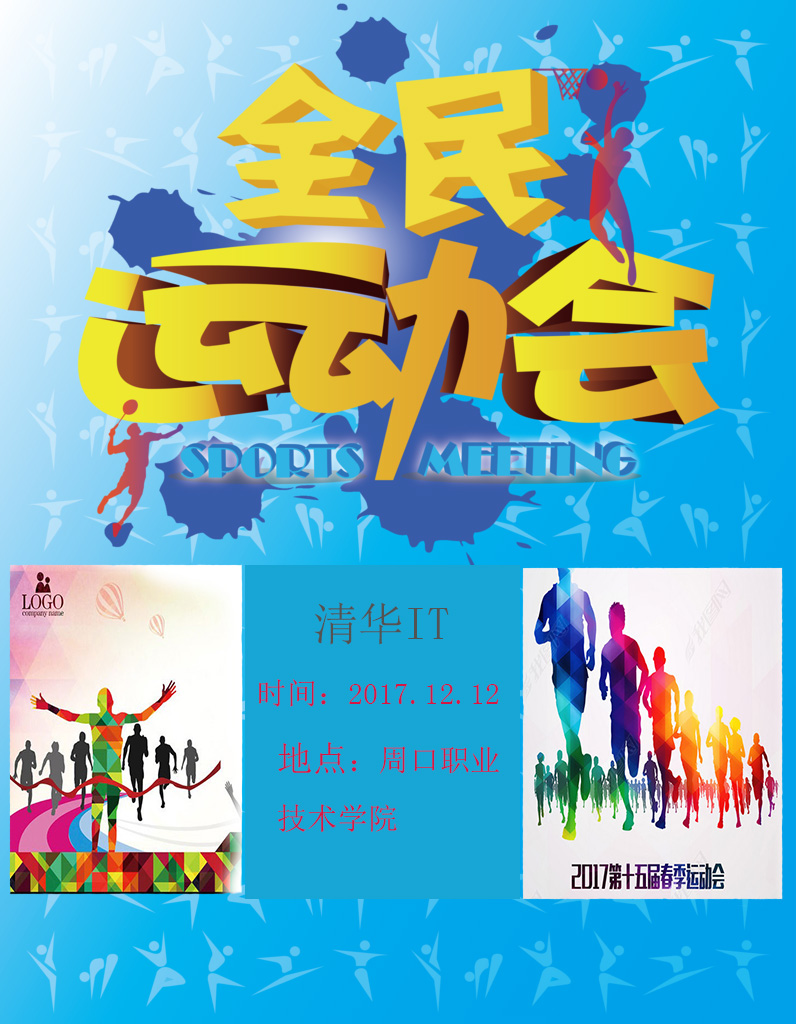 全民
运动会
SPORTS MEETING
LOGO
company name
清华IT
时间：2017.12.12
地点：周口职业
技术学院
2017第十五届春季运动会